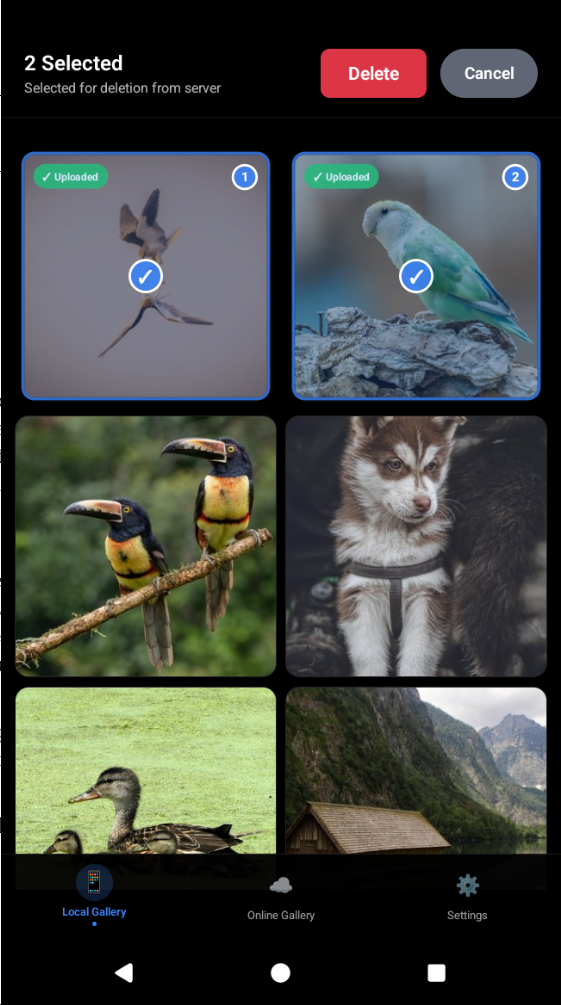 2 Selected
Selected for deletion from server
Delete
Cancel
✓ Uploaded
1
✓ Uploaded
2
Local Gallery
Online Gallery
Settings